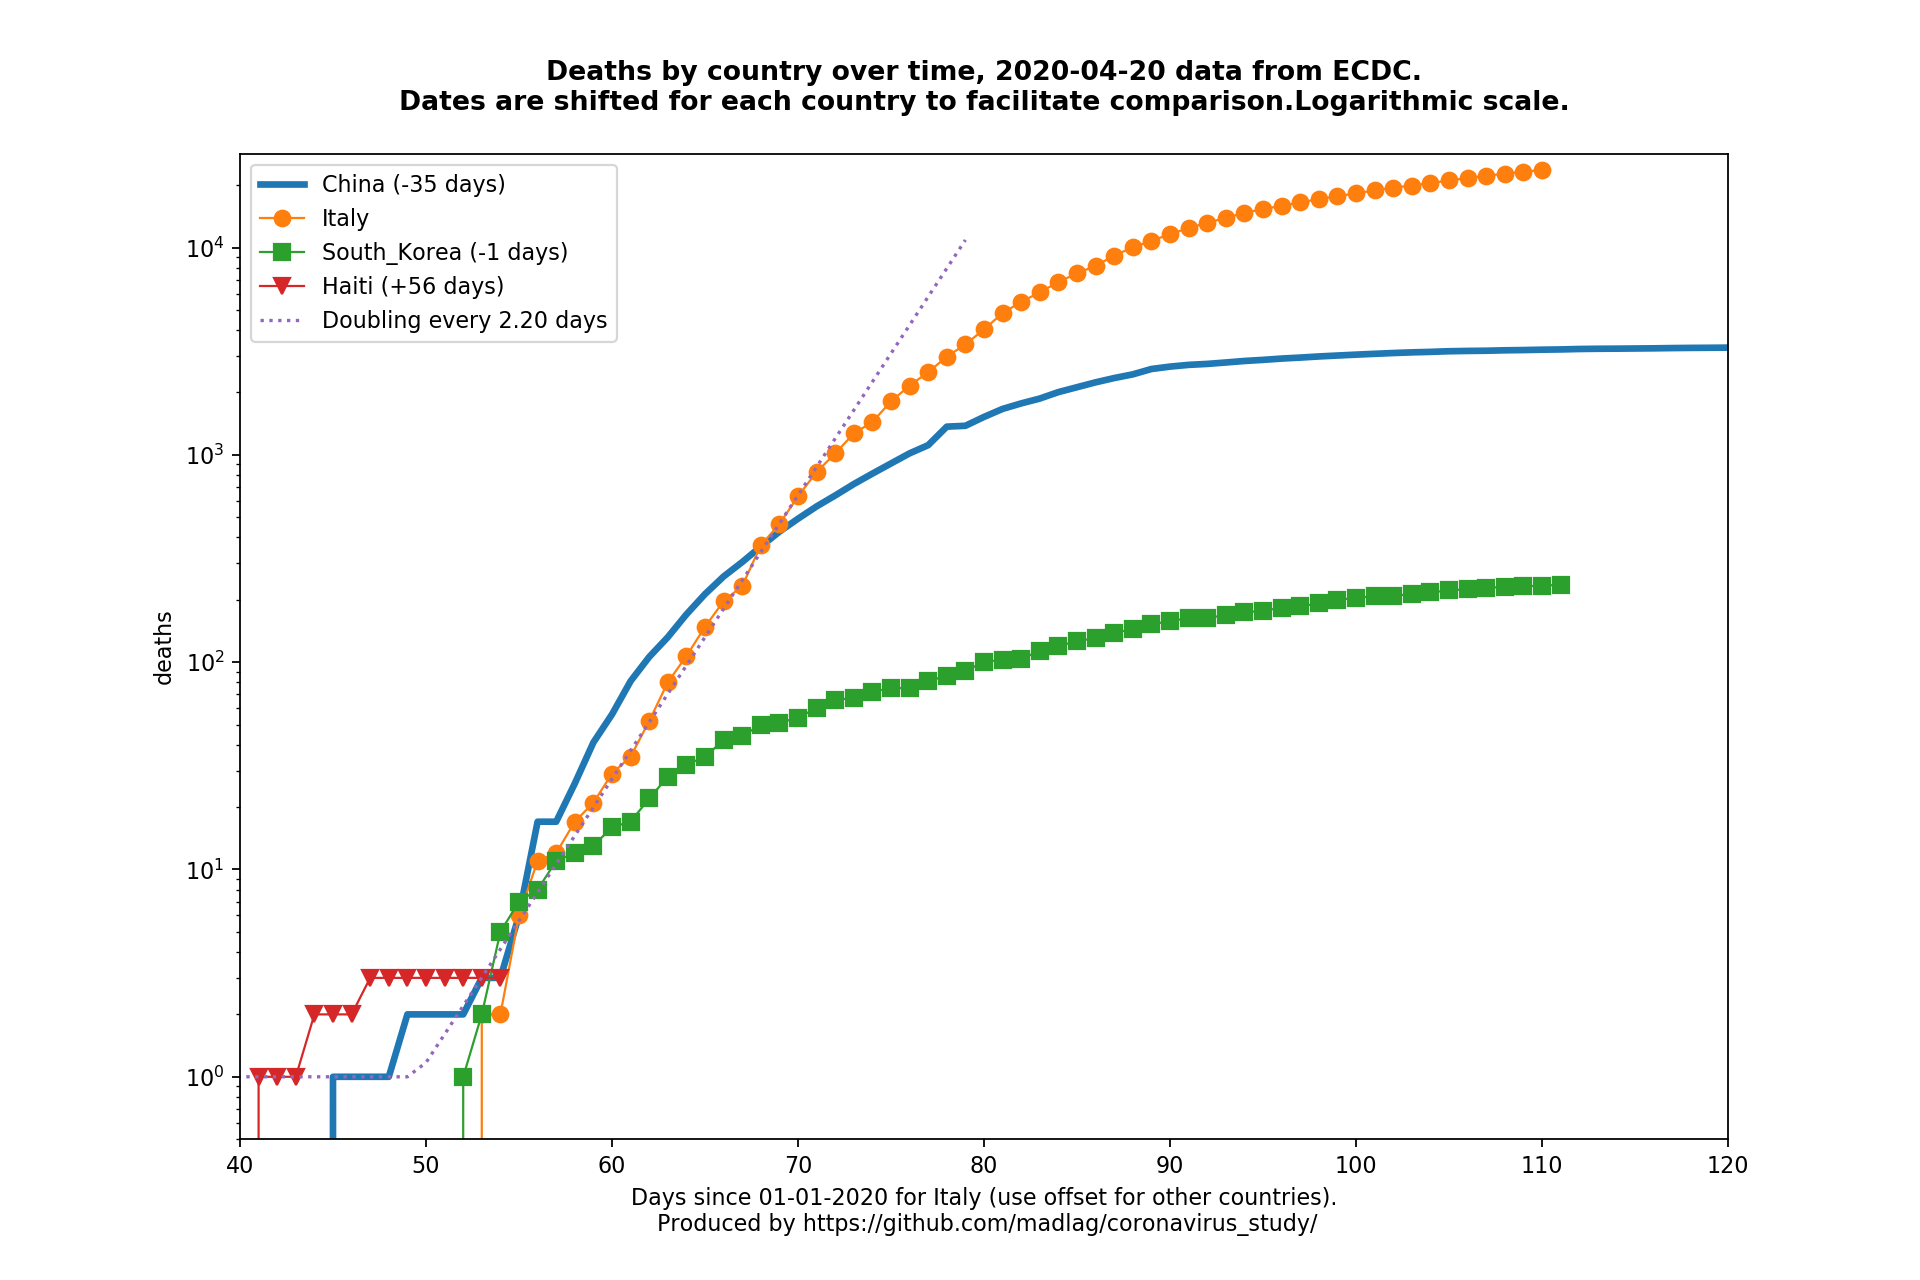 Deaths by country over time, 2020-04-20 data from ECDC.
Dates are shifted for each country to facilitate comparison.Logarithmic scale.
China (-35 days)
Italy
South_Korea (-1 days)
Haiti (+56 days)
Doubling every 2.20 days
deaths
10⁴
10³
10²
10¹
10⁰
40 50 60 70 80 90 100 110 120
Days since 01-01-2020 for Italy (use offset for other countries).
Produced by https://github.com/madlag/coronavirus_study/